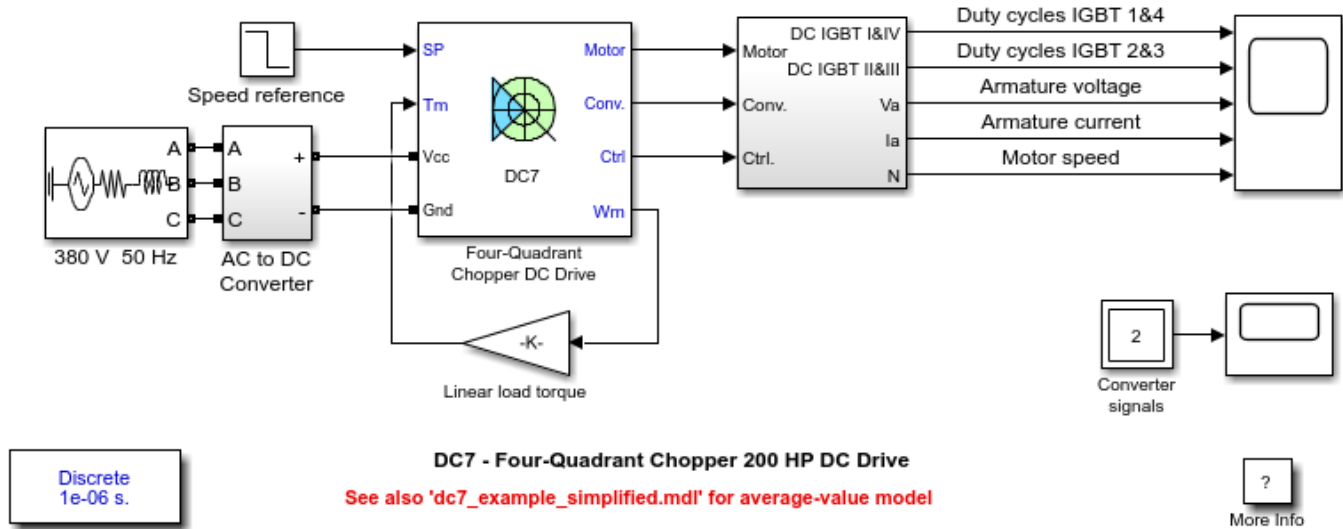 Speed reference
A
B
C
380 V  50 Hz
A
B
C
+
-
AC to DC
Converter
SP
Tm
Vcc
Gnd
DC7
Motor
Conv.
Ctrl
Wm
Four-Quadrant
Chopper DC Drive
-K-
Linear load torque
Motor
Conv.
Ctrl.
DC IGBT I&IV
DC IGBT II&III
Va
Ia
N
Duty cycles IGBT 1&4
Duty cycles IGBT 2&3
Armature voltage
Armature current
Motor speed
2
Converter
signals
Discrete
1e-06 s.
DC7 - Four-Quadrant Chopper 200 HP DC Drive
See also 'dc7_example_simplified.mdl' for average-value model
?
More Info